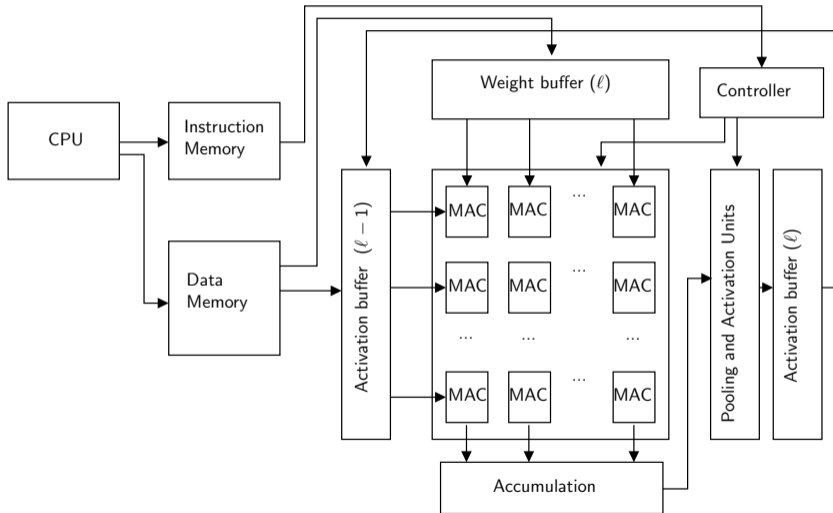 Weight buffer (ℓ)
Controller
CPU
Instruction
Memory
Data
Memory
Activation buffer (ℓ − 1)
MAC MAC ... MAC
MAC MAC ... MAC
... ... ...
MAC MAC ... MAC
Pooling and Activation Units
Activation buffer (ℓ)
Accumulation